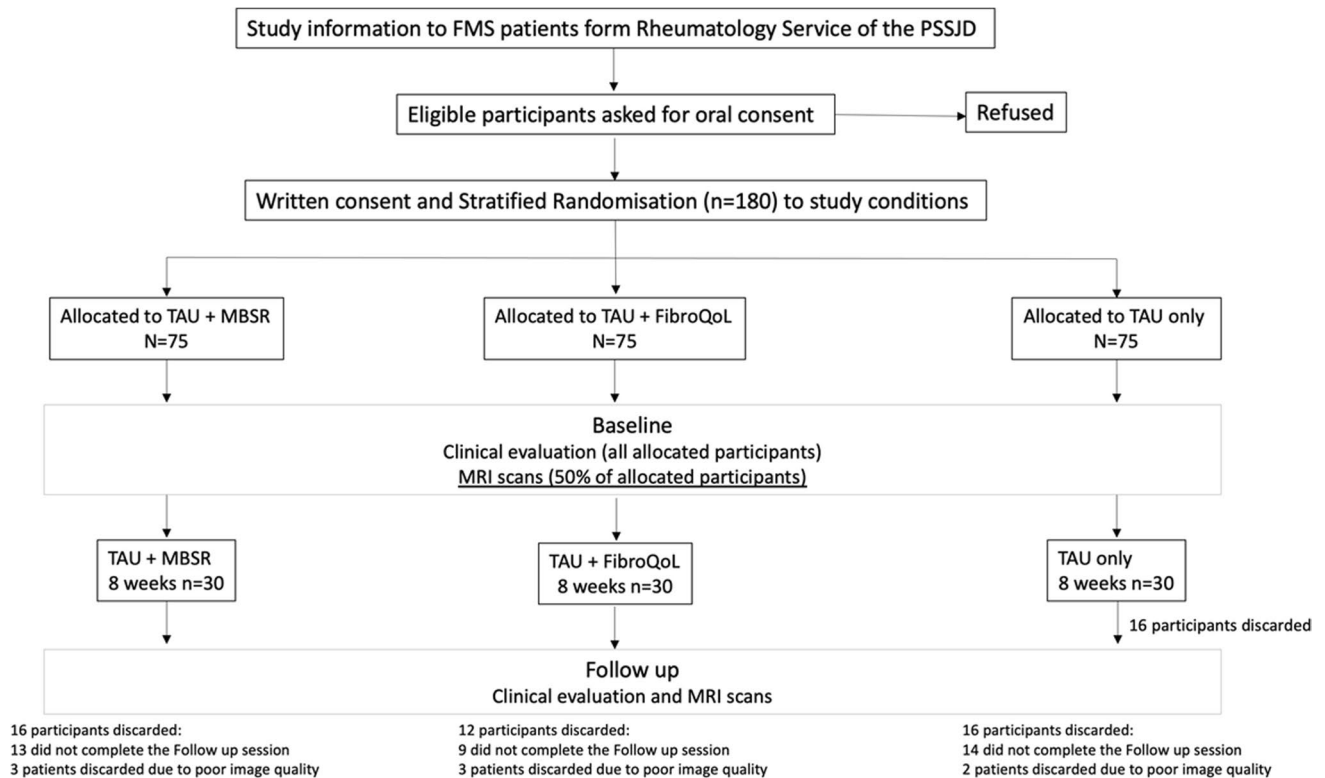 Study information to FMS patients form Rheumatology Service of the PSSJD
Eligible participants asked for oral consent
Refused
Written consent and Stratified Randomisation (n=180) to study conditions
Allocated to TAU + MBSR
N=75
Allocated to TAU + FibroQoL
N=75
Allocated to TAU only
N=75
Baseline
Clinical evaluation (all allocated participants)
MRI scans (50% of allocated participants)
TAU + MBSR
8 weeks n=30
TAU + FibroQoL
8 weeks n=30
TAU only
8 weeks n=30
16 participants discarded
Follow up
Clinical evaluation and MRI scans
16 participants discarded:
13 did not complete the Follow up session
3 patients discarded due to poor image quality
12 participants discarded:
9 did not complete the Follow up session
3 patients discarded due to poor image quality
16 participants discarded:
14 did not complete the Follow up session
2 patients discarded due to poor image quality